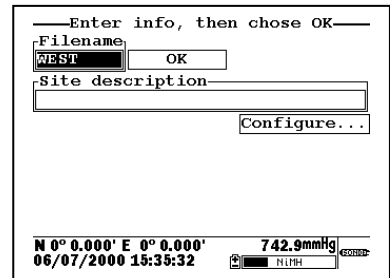 Enter info, then chose OK
Filename
WEST OK
Site description
Configure...
N 0° 0.000' E 0° 0.000' 742.9mmHg
06/07/2000 15:35:32 NiMH SONDE